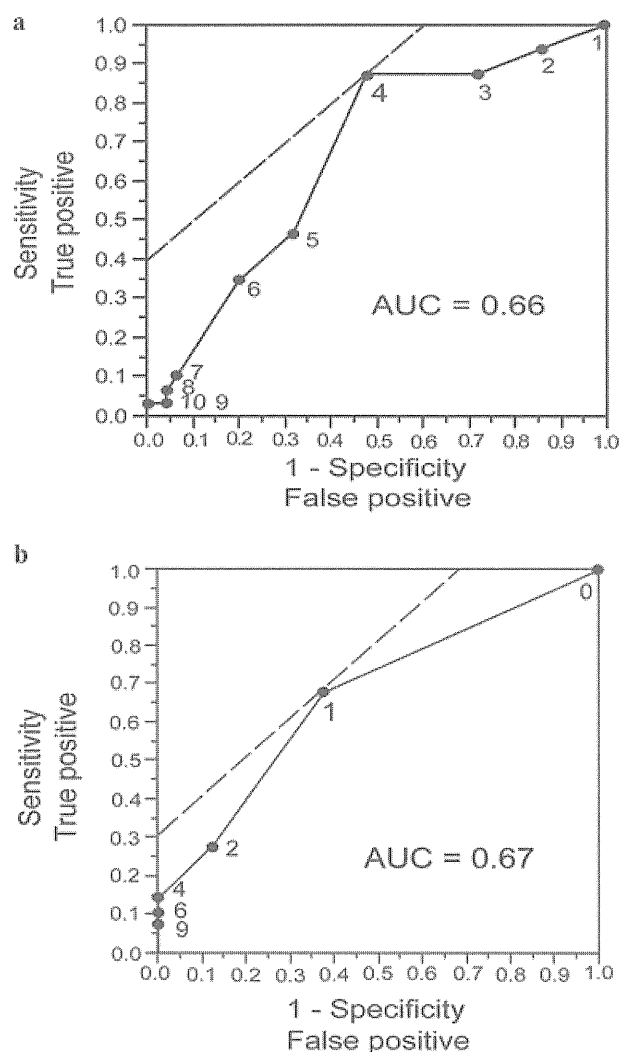 a
Sensitivity
True positive
1.0
0.9
0.8
0.7
0.6
0.5
0.4
0.3
0.2
0.1
0.0
1
2
3
4
5
6
7
8
10 9
AUC = 0.66
0.0 0.1 0.2 0.3 0.4 0.5 0.6 0.7 0.8 0.9 1.0
1 - Specificity
False positive
b
Sensitivity
True positive
1.0
0.9
0.8
0.7
0.6
0.5
0.4
0.3
0.2
0.1
0.0
0
1
2
4
6
9
AUC = 0.67
0.0 0.1 0.2 0.3 0.4 0.5 0.6 0.7 0.8 0.9 1.0
1 - Specificity
False positive